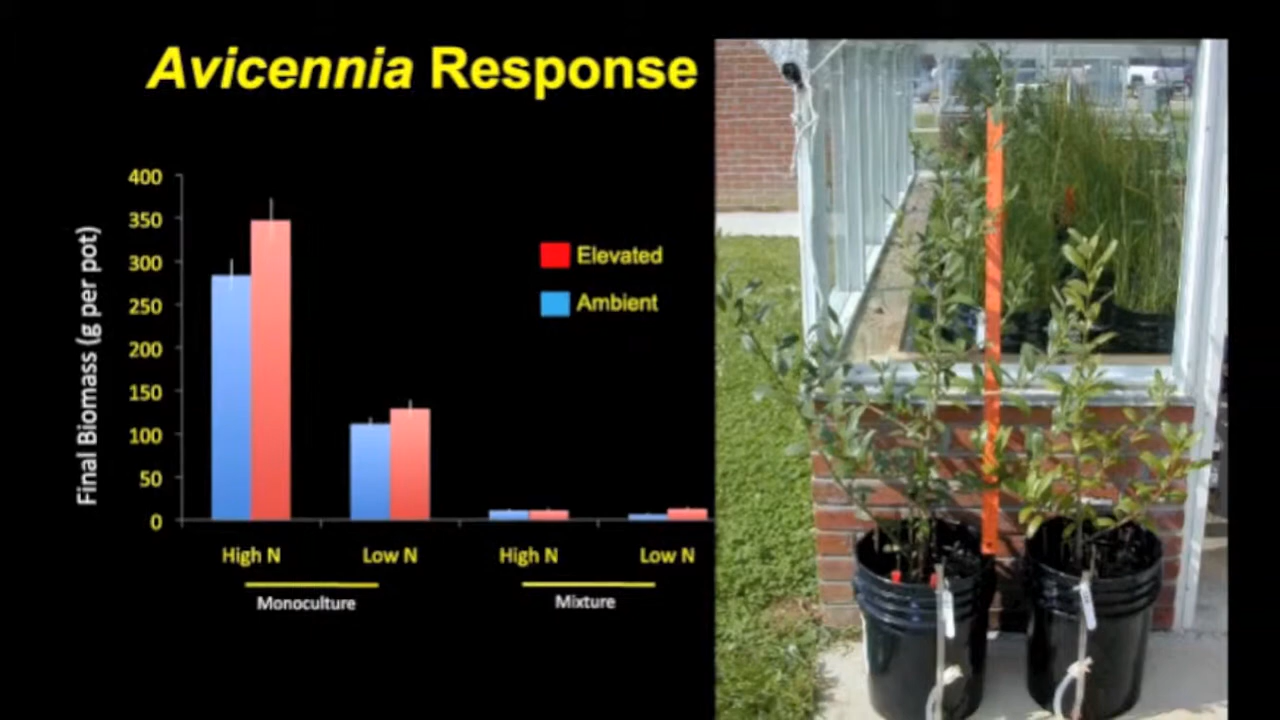 Avicennia Response
400
350
300
250
200
150
100
50
0
Final Biomass (g per pot)
Elevated
Ambient
High N
Low N
High N
Low N
Monoculture
Mixture